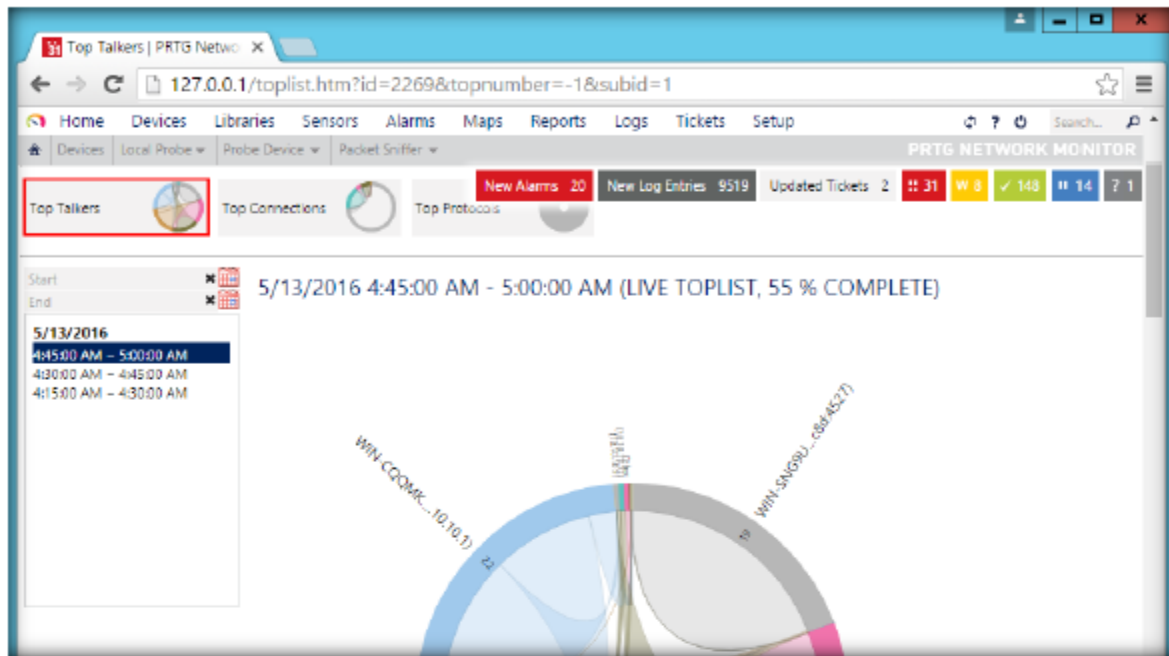 Top Talkers | PRTG Netwo
127.0.0.1/toplist.htm?id=2269&topnumber=-1&subid=1
Home Devices Libraries Sensors Alarms Maps Reports Logs Tickets Setup ? Search...
Devices Local Probe Probe Device Packet Sniffer PRTG NETWORK MONITOR
New Alarms 20 New Log Entries 9519 Updated Tickets 2 !! 31 W 8 148 14 ? 1
Top Talkers Top Connections Top Protocols
Start
End
5/13/2016 4:45:00 AM - 5:00:00 AM (LIVE TOPLIST, 55 % COMPLETE)
5/13/2016
4:45:00 AM – 5:00:00 AM
4:30:00 AM – 4:45:00 AM
4:15:00 AM – 4:30:00 AM
WIN-CQOMK...10.10.1)
WIN-SNG9U...c8d:4527)
22